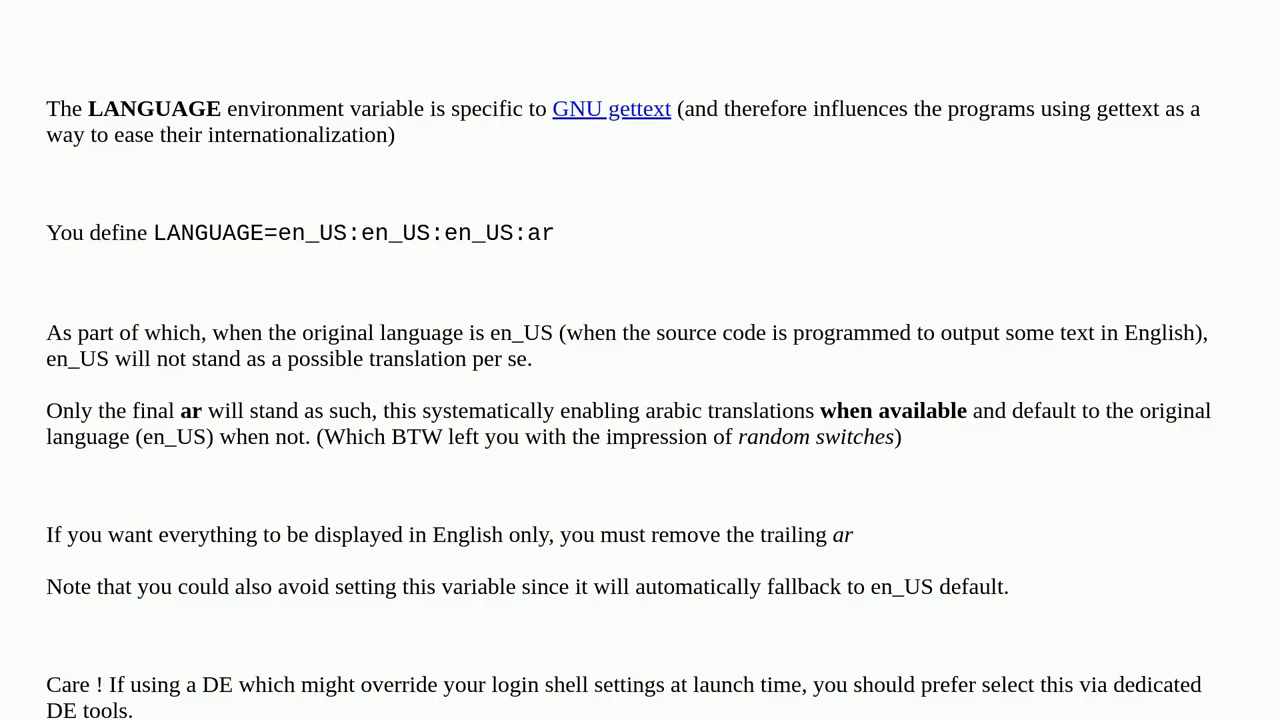 The LANGUAGE environment variable is specific to GNU gettext (and therefore influences the programs using gettext as a
way to ease their internationalization)
You define LANGUAGE=en_US:en_US:en_US:ar
As part of which, when the original language is en_US (when the source code is programmed to output some text in English),
en_US will not stand as a possible translation per se.
Only the final ar will stand as such, this systematically enabling arabic translations when available and default to the original
language (en_US) when not. (Which BTW left you with the impression of random switches)
If you want everything to be displayed in English only, you must remove the trailing ar
Note that you could also avoid setting this variable since it will automatically fallback to en_US default.
Care ! If using a DE which might override your login shell settings at launch time, you should prefer select this via dedicated
DE tools.